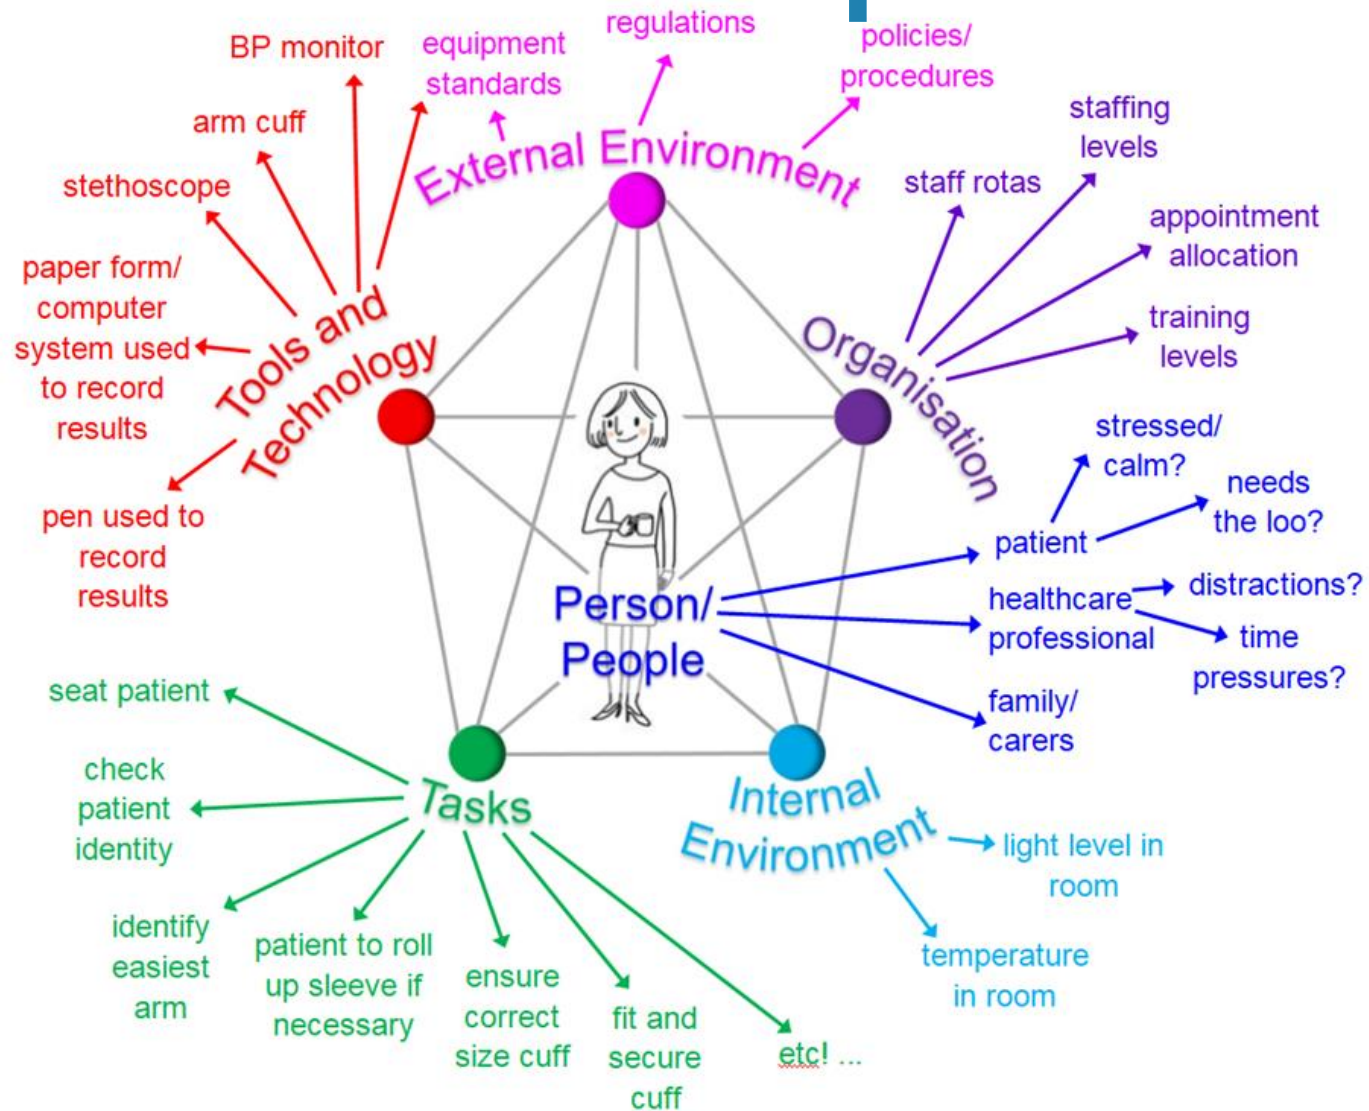 BP monitor
arm cuff
stethoscope
paper form/
computer
system used
to record
results
pen used to
record
results
Tools and
Technology
equipment
standards
regulations
policies/
procedures
External Environment
staff rotas
staffing
levels
appointment
allocation
training
levels
Organisation
Person/
People
patient
stressed/
calm?
needs
the loo?
healthcare
professional
distractions?
time
pressures?
family/
carers
Tasks
seat patient
check
patient
identity
identify
easiest
arm
patient to roll
up sleeve if
necessary
ensure
correct
size cuff
fit and
secure
cuff
etc! ...
Internal
Environment
light level in
room
temperature
in room